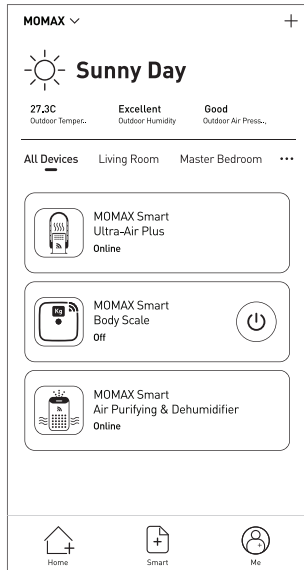 MOMAX
Sunny Day
27.3C Excellent Good
Outdoor Temper.. Outdoor Humidity Outdoor Air Press..,
All Devices Living Room Master Bedroom •••
MOMAX Smart
Ultra-Air Plus
Online
Kg
MOMAX Smart
Body Scale
Off
MOMAX Smart
Air Purifying & Dehumidifier
Online
Home Smart Me